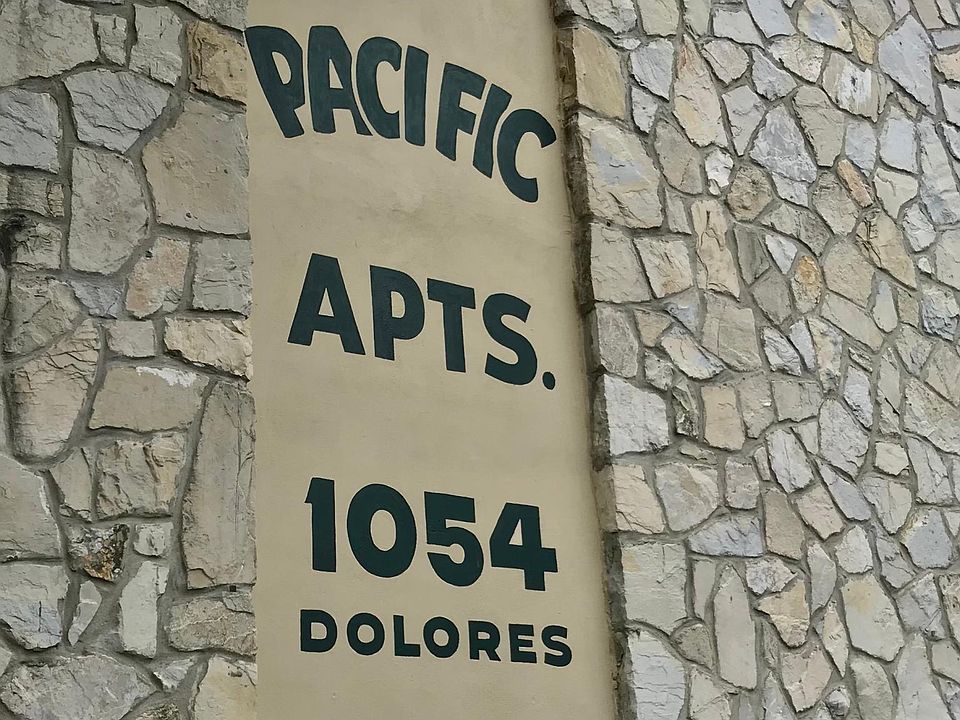 PACIFIC
APTS.
1054
DOLORES